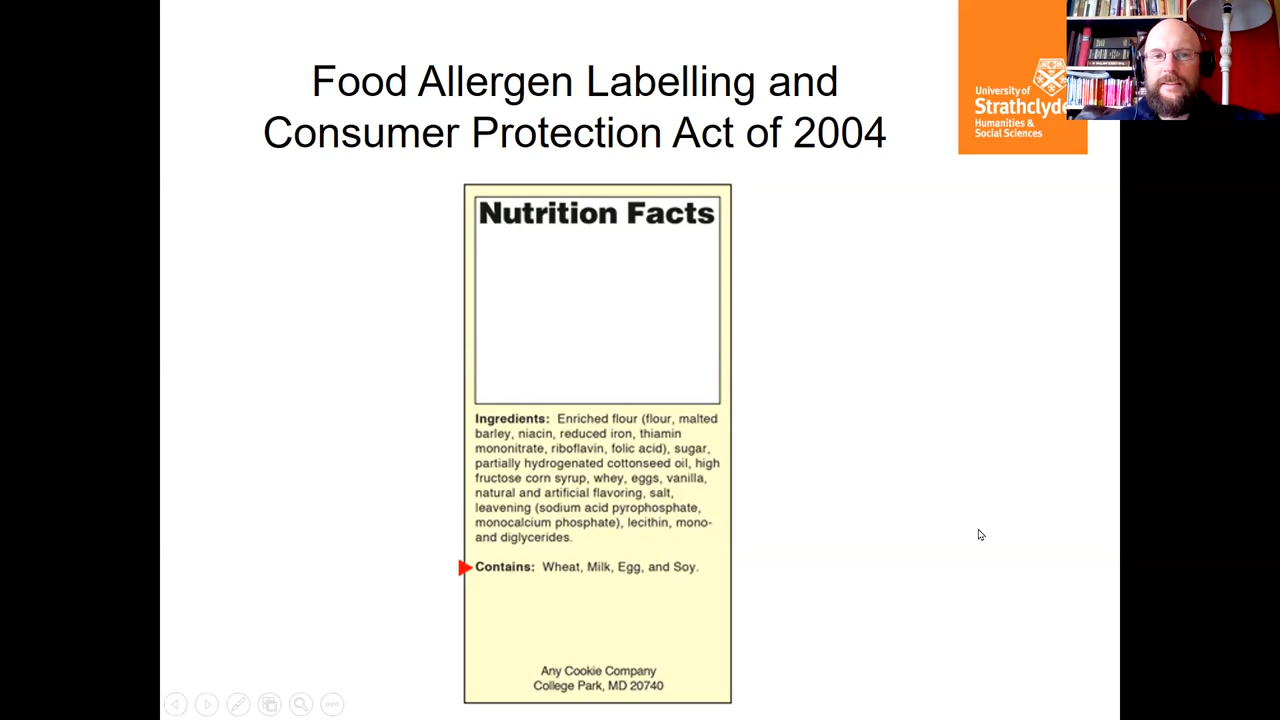 Food Allergen Labelling and
Consumer Protection Act of 2004
University of
Strathclyde
Humanities &
Social Sciences
Nutrition Facts
Ingredients: Enriched flour (flour, malted
barley, niacin, reduced iron, thiamin
mononitrate, riboflavin, folic acid), sugar,
partially hydrogenated cottonseed oil, high
fructose corn syrup, whey, eggs, vanilla,
natural and artificial flavoring, salt,
leavening (sodium acid pyrophosphate,
monocalcium phosphate), lecithin, mono-
and diglycerides.
Contains: Wheat, Milk, Egg, and Soy.
Any Cookie Company
College Park, MD 20740